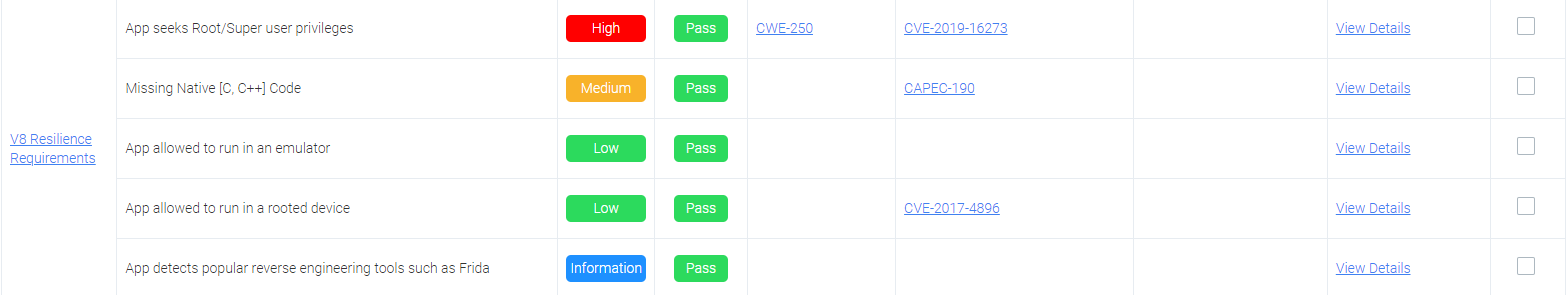 App seeks Root/Super user privileges High Pass CWE-250 CVE-2019-16273 View Details
Missing Native [C, C++] Code Medium Pass CAPEC-190 View Details
V8 Resilience
Requirements
App allowed to run in an emulator Low Pass View Details
App allowed to run in a rooted device Low Pass CVE-2017-4896 View Details
App detects popular reverse engineering tools such as Frida Information Pass View Details